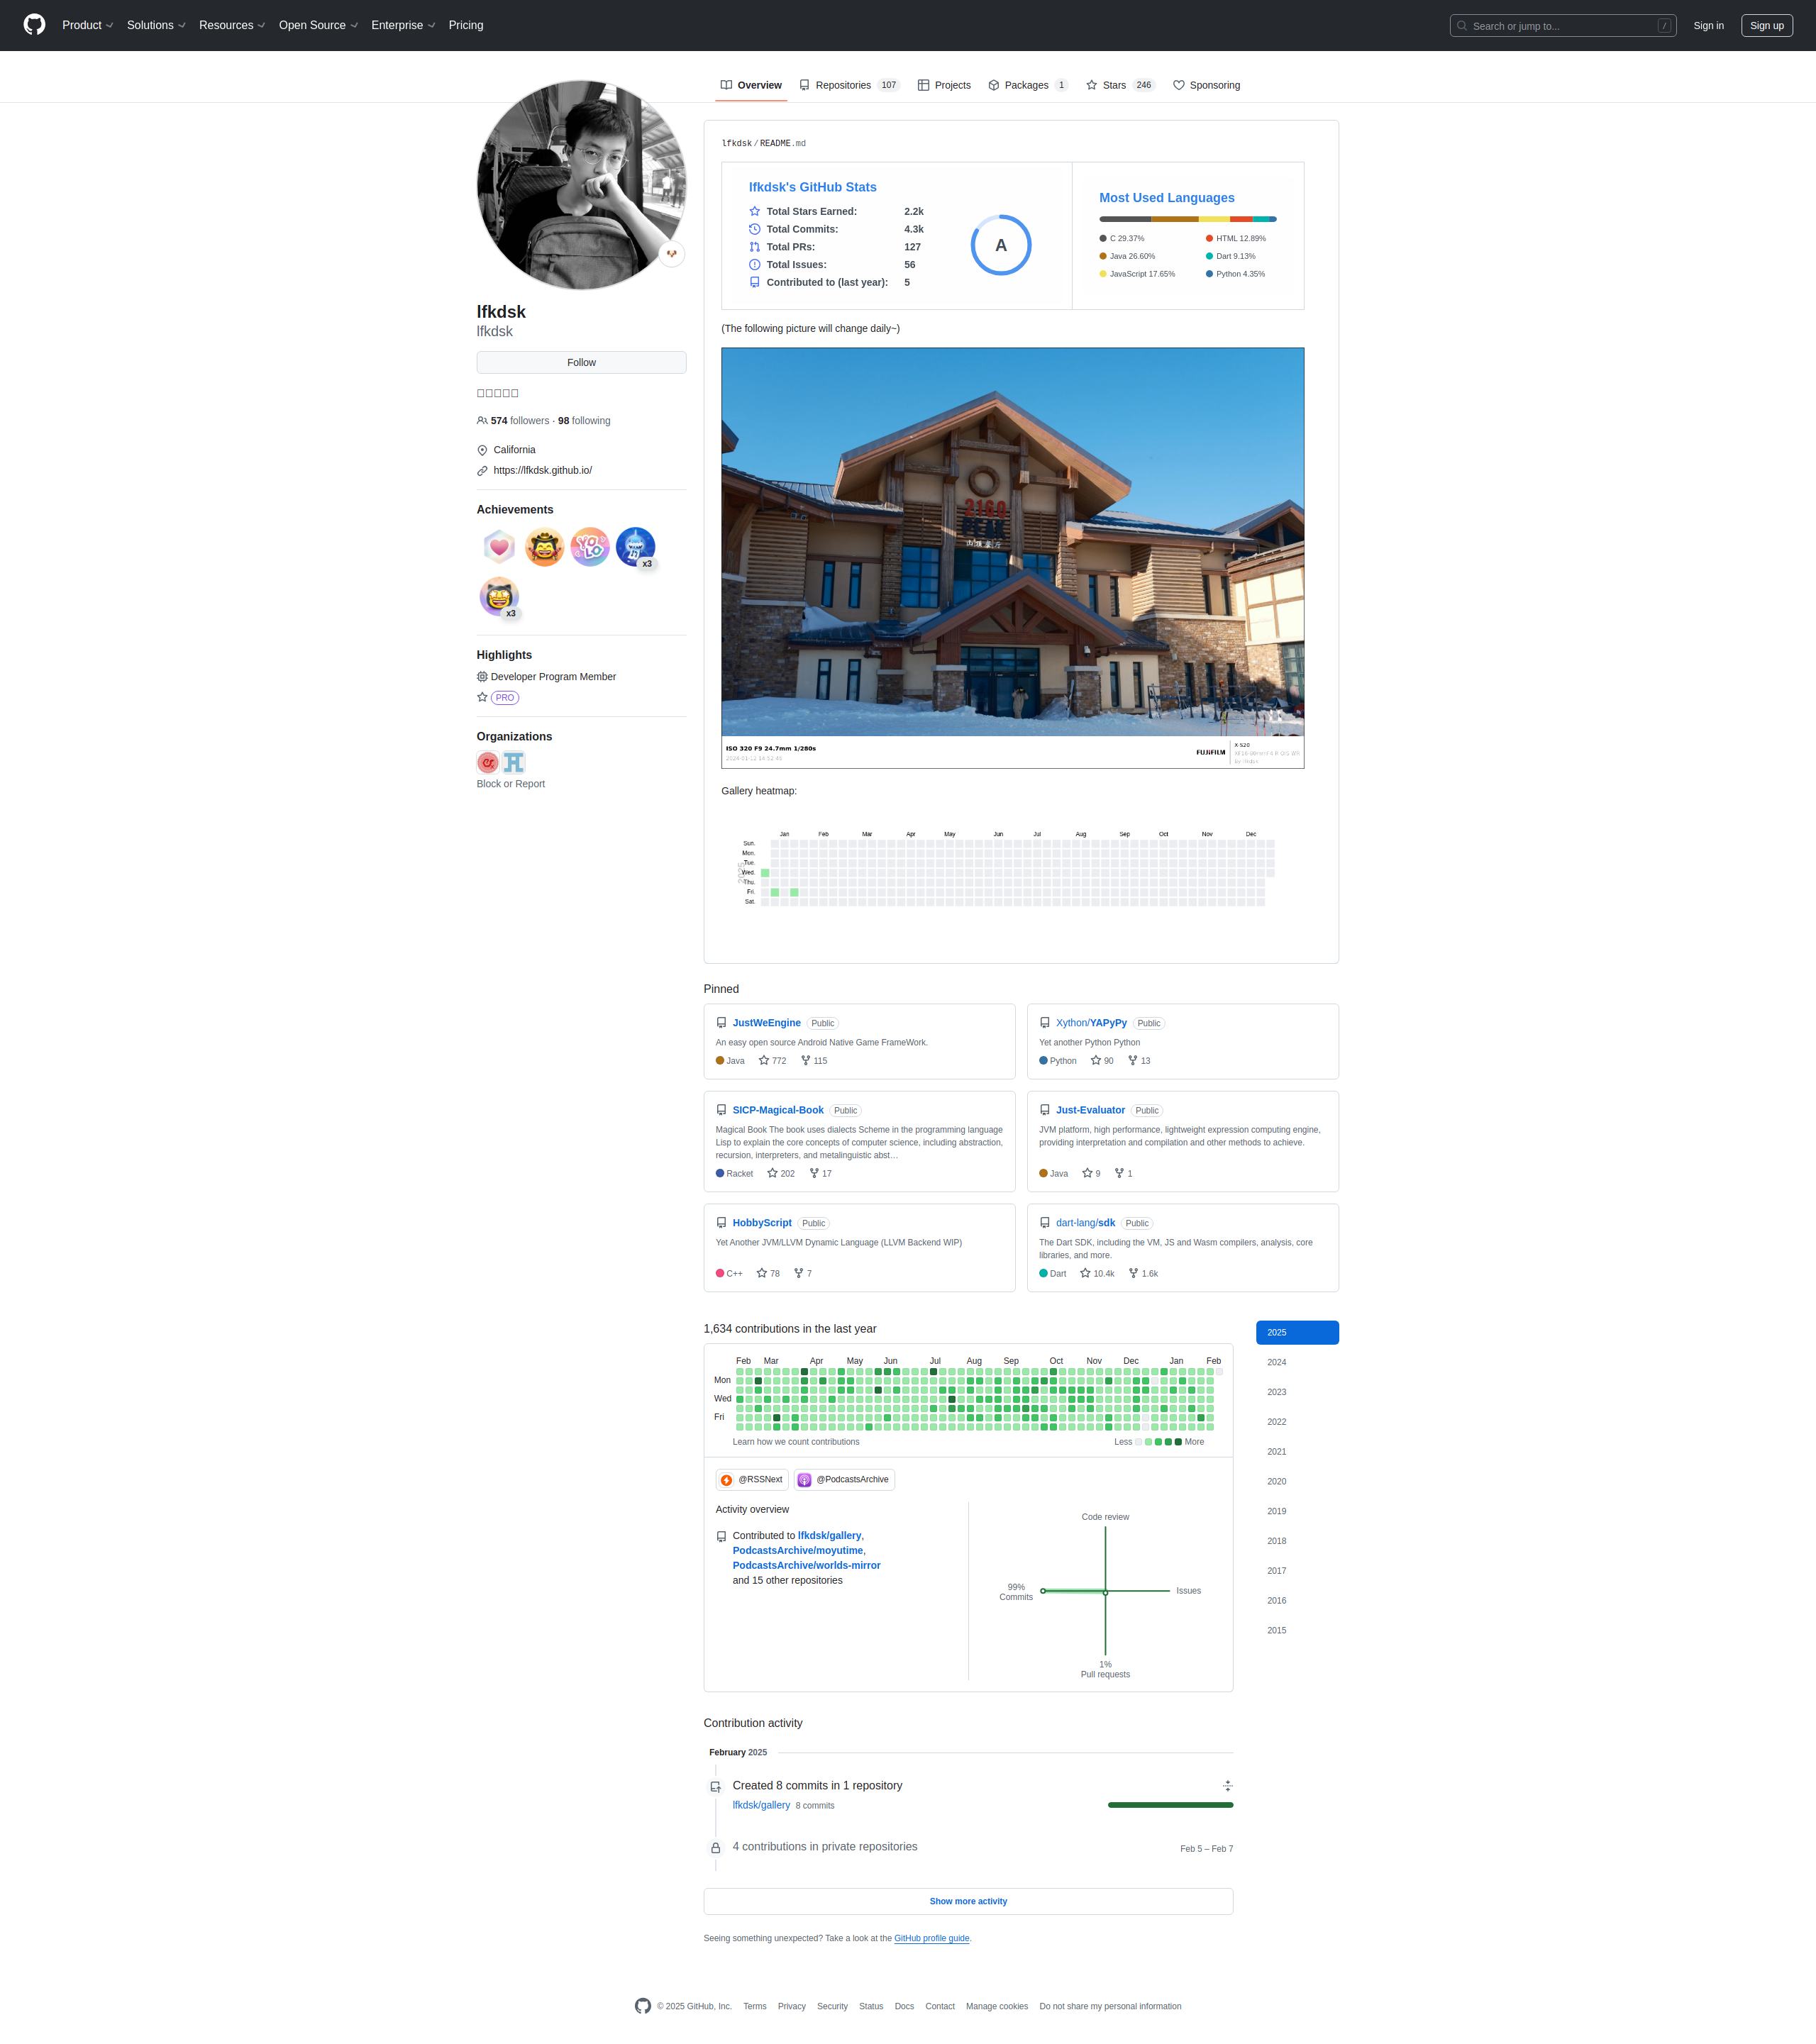 Product Solutions Resources Open Source Enterprise Pricing Search or jump to... / Sign in Sign up
Overview Repositories 107 Projects Packages 1 Stars 246 Sponsoring
lfkdsk
lfkdsk
Follow
574 followers · 98 following
California
https://lfkdsk.github.io/
Achievements
YOLO
x3
x3
Highlights
Developer Program Member
PRO
Organizations
Block or Report
lfkdsk / README.md
lfkdsk's GitHub Stats
Total Stars Earned: 2.2k
Total Commits: 4.3k
Total PRs: 127
Total Issues: 56
Contributed to (last year): 5
A
Most Used Languages
C 29.37% HTML 12.89%
Java 26.60% Dart 9.13%
JavaScript 17.65% Python 4.35%
(The following picture will change daily~)
2160
PEAK
山顶餐厅
ISO 320 F9 24.7mm 1/280s
FUJIFILM
X-S20
Gallery heatmap:
Jan Feb Mar Apr May Jun Jul Aug Sep Oct Nov Dec
2025
Sun.
Mon.
Tue.
Wed.
Thu.
Fri.
Sat.
Pinned
JustWeEngine Public
An easy open source Android Native Game FrameWork.
Java 772 115
Xython/YAPyPy Public
Yet another Python Python
Python 90 13
SICP-Magical-Book Public
Magical Book The book uses dialects Scheme in the programming language
Lisp to explain the core concepts of computer science, including abstraction,
recursion, interpreters, and metalinguistic abst…
Racket 202 17
Just-Evaluator Public
JVM platform, high performance, lightweight expression computing engine,
providing interpretation and compilation and other methods to achieve.
Java 9 1
HobbyScript Public
Yet Another JVM/LLVM Dynamic Language (LLVM Backend WIP)
C++ 78 7
dart-lang/sdk Public
The Dart SDK, including the VM, JS and Wasm compilers, analysis, core
libraries, and more.
Dart 10.4k 1.6k
1,634 contributions in the last year
Feb Mar Apr May Jun Jul Aug Sep Oct Nov Dec Jan Feb
Mon
Wed
Fri
Learn how we count contributions
Less More
@RSSNext @PodcastsArchive
Activity overview
Contributed to lfkdsk/gallery,
PodcastsArchive/moyutime,
PodcastsArchive/worlds-mirror
and 15 other repositories
Code review
99%
Commits
Issues
1%
Pull requests
2025
2024
2023
2022
2021
2020
2019
2018
2017
2016
2015
Contribution activity
February 2025
Created 8 commits in 1 repository
lfkdsk/gallery 8 commits
4 contributions in private repositories Feb 5 – Feb 7
Show more activity
Seeing something unexpected? Take a look at the GitHub profile guide.
© 2025 GitHub, Inc. Terms Privacy Security Status Docs Contact Manage cookies Do not share my personal information